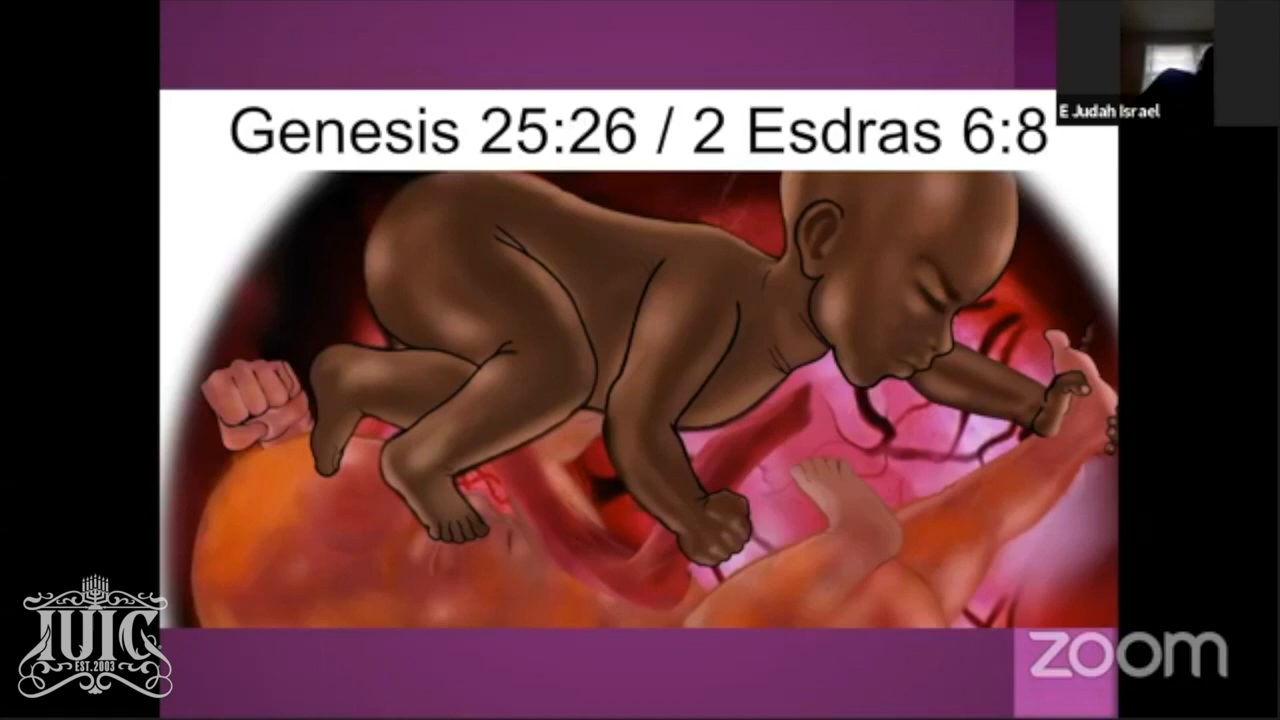 Genesis 25:26 / 2 Esdras 6:8
E Judah Israel
IUIC
EST. 2003
zoom